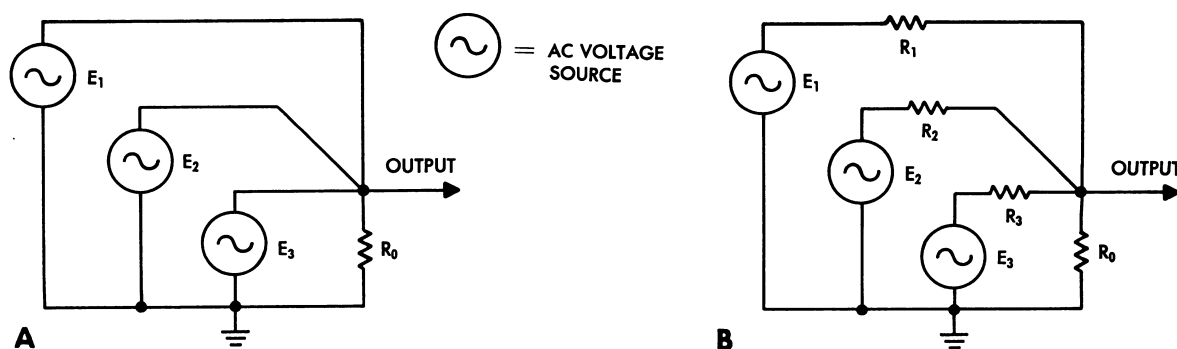 E1
E2
E3
OUTPUT
R0
A
= AC VOLTAGE
SOURCE
R1
E1
R2
E2
OUTPUT
R3
E3
R0
B